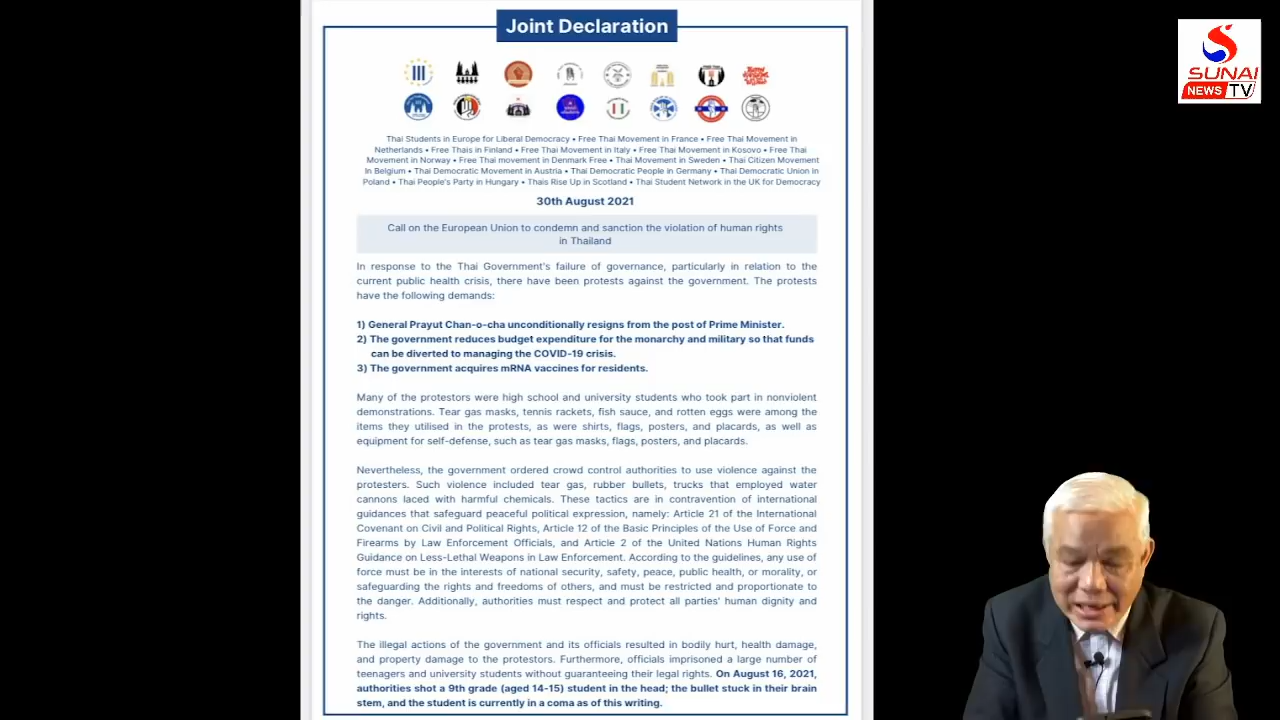 Joint Declaration
SUNAI
NEWS TV
Thai Students in Europe for Liberal Democracy • Free Thai Movement in France • Free Thai Movement in
Netherlands • Free Thais in Finland • Free Thai Movement in Italy • Free Thai Movement in Kosovo • Free Thai
Movement in Norway • Free Thai movement in Denmark Free • Thai Movement in Sweden • Thai Citizen Movement
In Belgium • Thai Democratic Movement in Austria • Thai Democratic People in Germany • Thai Democratic Union in
Poland • Thai People's Party in Hungary • Thais Rise Up in Scotland • Thai Student Network in the UK for Democracy
30th August 2021
Call on the European Union to condemn and sanction the violation of human rights
in Thailand
In response to the Thai Government's failure of governance, particularly in relation to the
current public health crisis, there have been protests against the government. The protests
have the following demands:
1) General Prayut Chan-o-cha unconditionally resigns from the post of Prime Minister.
2) The government reduces budget expenditure for the monarchy and military so that funds
can be diverted to managing the COVID-19 crisis.
3) The government acquires mRNA vaccines for residents.
Many of the protestors were high school and university students who took part in nonviolent
demonstrations. Tear gas masks, tennis rackets, fish sauce, and rotten eggs were among the
items they utilised in the protests, as were shirts, flags, posters, and placards, as well as
equipment for self-defense, such as tear gas masks, flags, posters, and placards.
Nevertheless, the government ordered crowd control authorities to use violence against the
protesters. Such violence included tear gas, rubber bullets, trucks that employed water
cannons laced with harmful chemicals. These tactics are in contravention of international
guidances that safeguard peaceful political expression, namely: Article 21 of the International
Covenant on Civil and Political Rights, Article 12 of the Basic Principles of the Use of Force and
Firearms by Law Enforcement Officials, and Article 2 of the United Nations Human Rights
Guidance on Less-Lethal Weapons in Law Enforcement. According to the guidelines, any use of
force must be in the interests of national security, safety, peace, public health, or morality, or
safeguarding the rights and freedoms of others, and must be restricted and proportionate to
the danger. Additionally, authorities must respect and protect all parties' human dignity and
rights.
The illegal actions of the government and its officials resulted in bodily hurt, health damage,
and property damage to the protestors. Furthermore, officials imprisoned a large number of
teenagers and university students without guaranteeing their legal rights. On August 16, 2021,
authorities shot a 9th grade (aged 14-15) student in the head; the bullet stuck in their brain
stem, and the student is currently in a coma as of this writing.